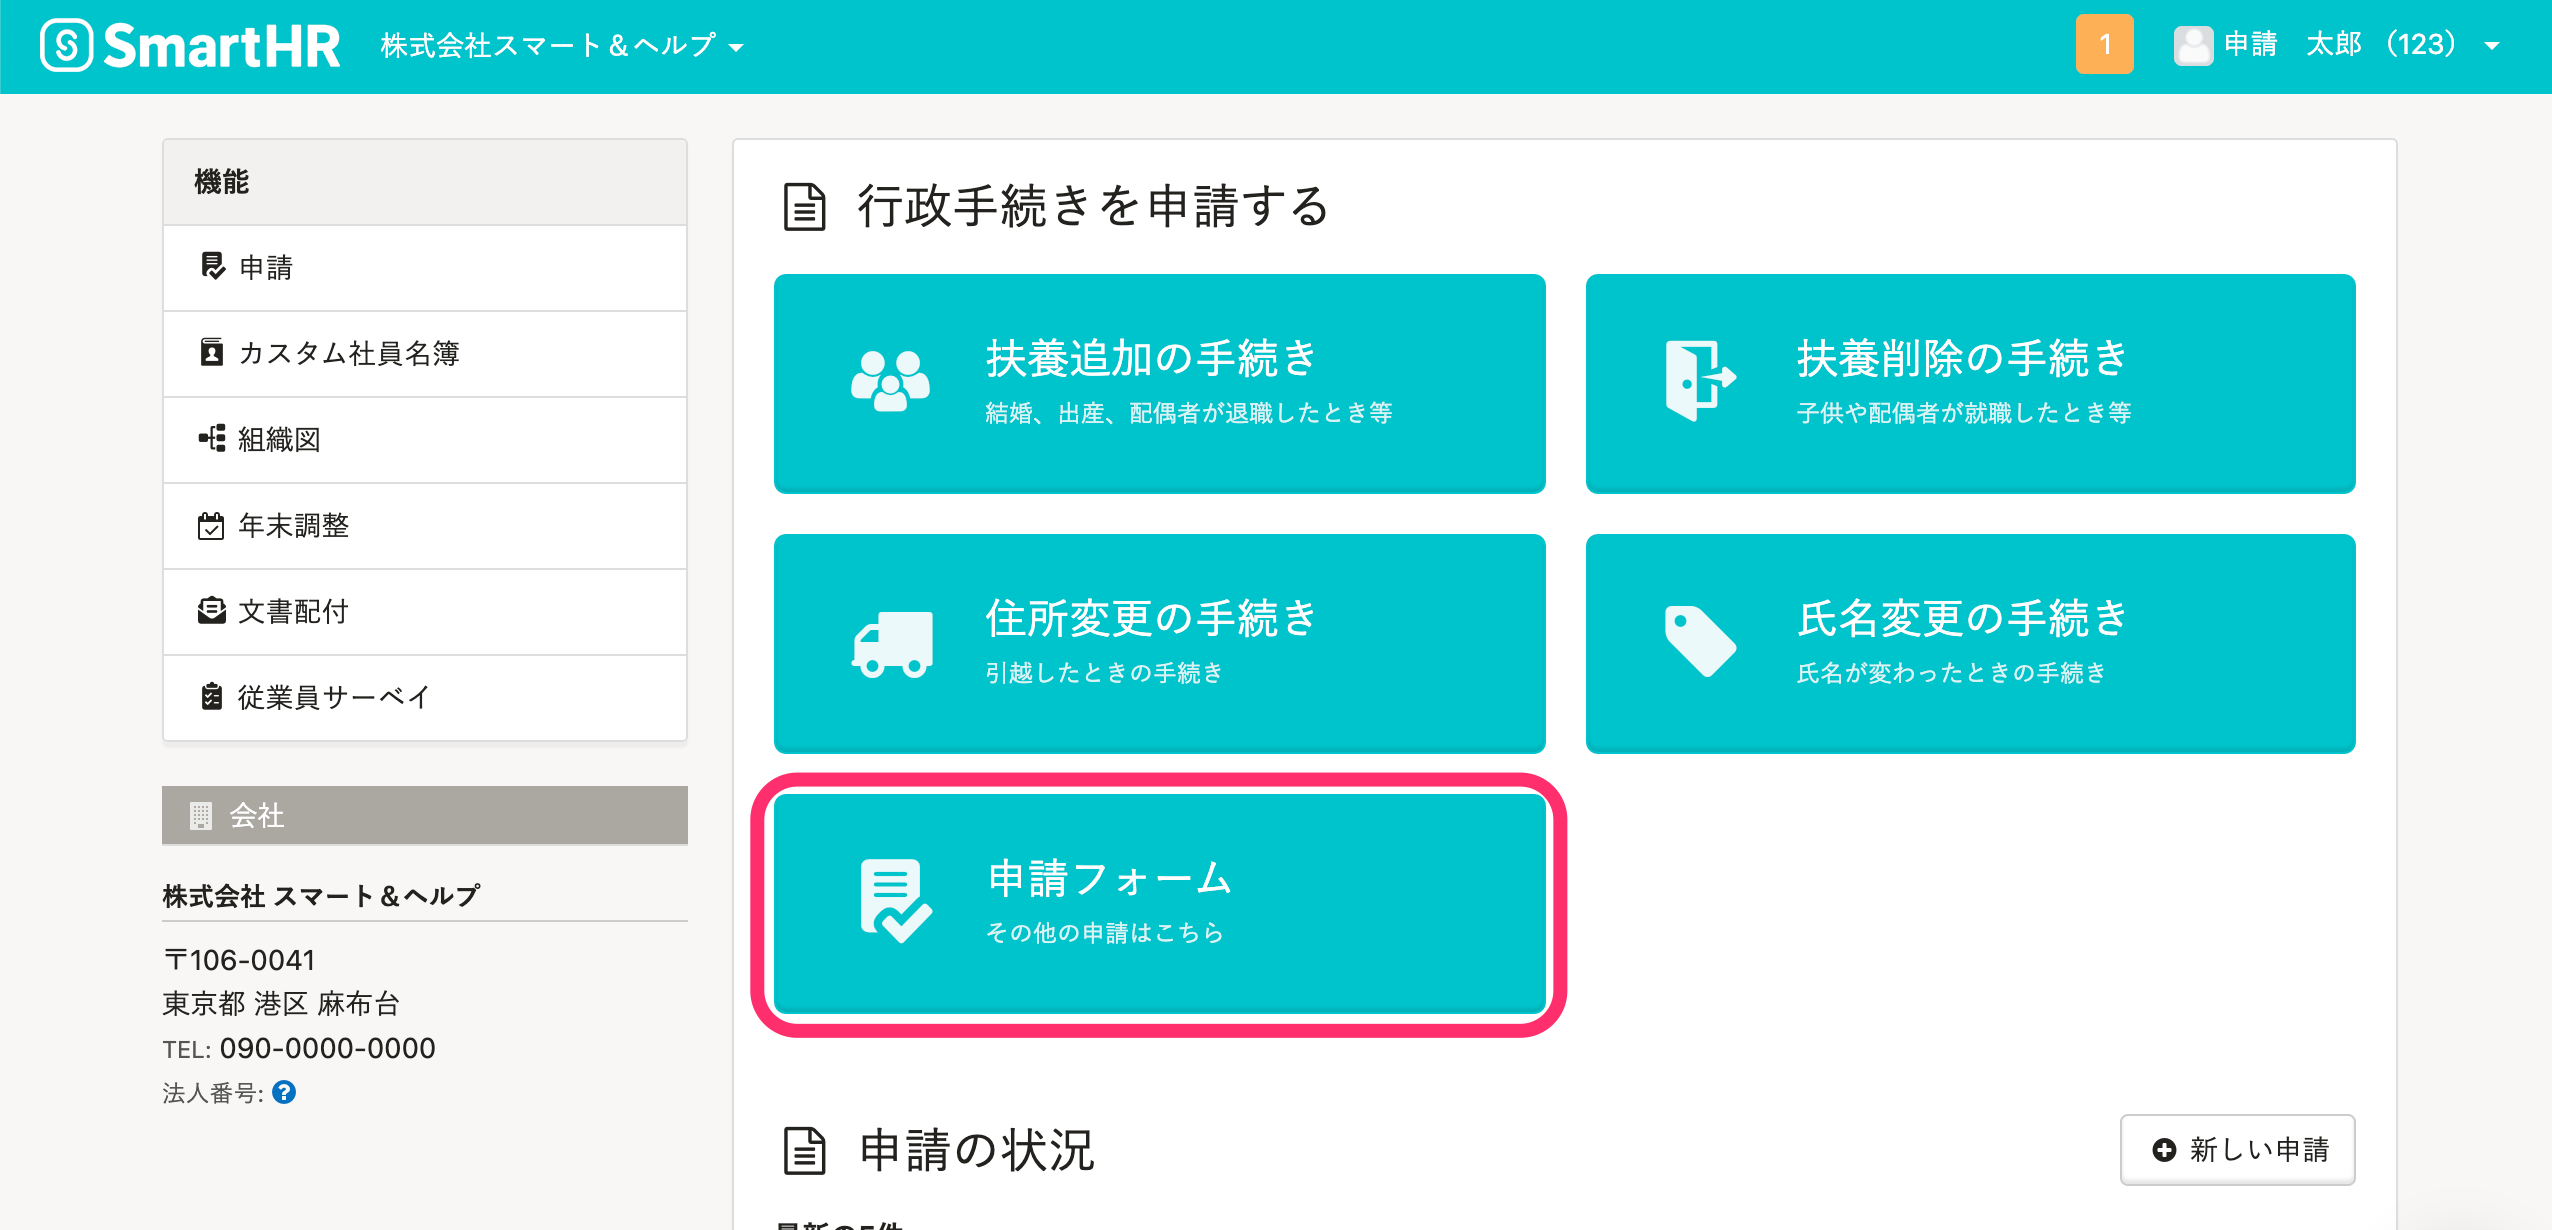 SmartHR 株式会社スマート＆ヘルプ 1 申請　太郎 （123）
機能
申請
カスタム社員名簿
組織図
年末調整
文書配付
従業員サーベイ
会社
株式会社 スマート＆ヘルプ
〒106-0041
東京都 港区 麻布台
TEL: 090-0000-0000
法人番号:
行政手続きを申請する
扶養追加の手続き
結婚、出産、配偶者が退職したとき等
扶養削除の手続き
子供や配偶者が就職したとき等
住所変更の手続き
引越したときの手続き
氏名変更の手続き
氏名が変わったときの手続き
申請フォーム
その他の申請はこちら
申請の状況
新しい申請
最新の5件